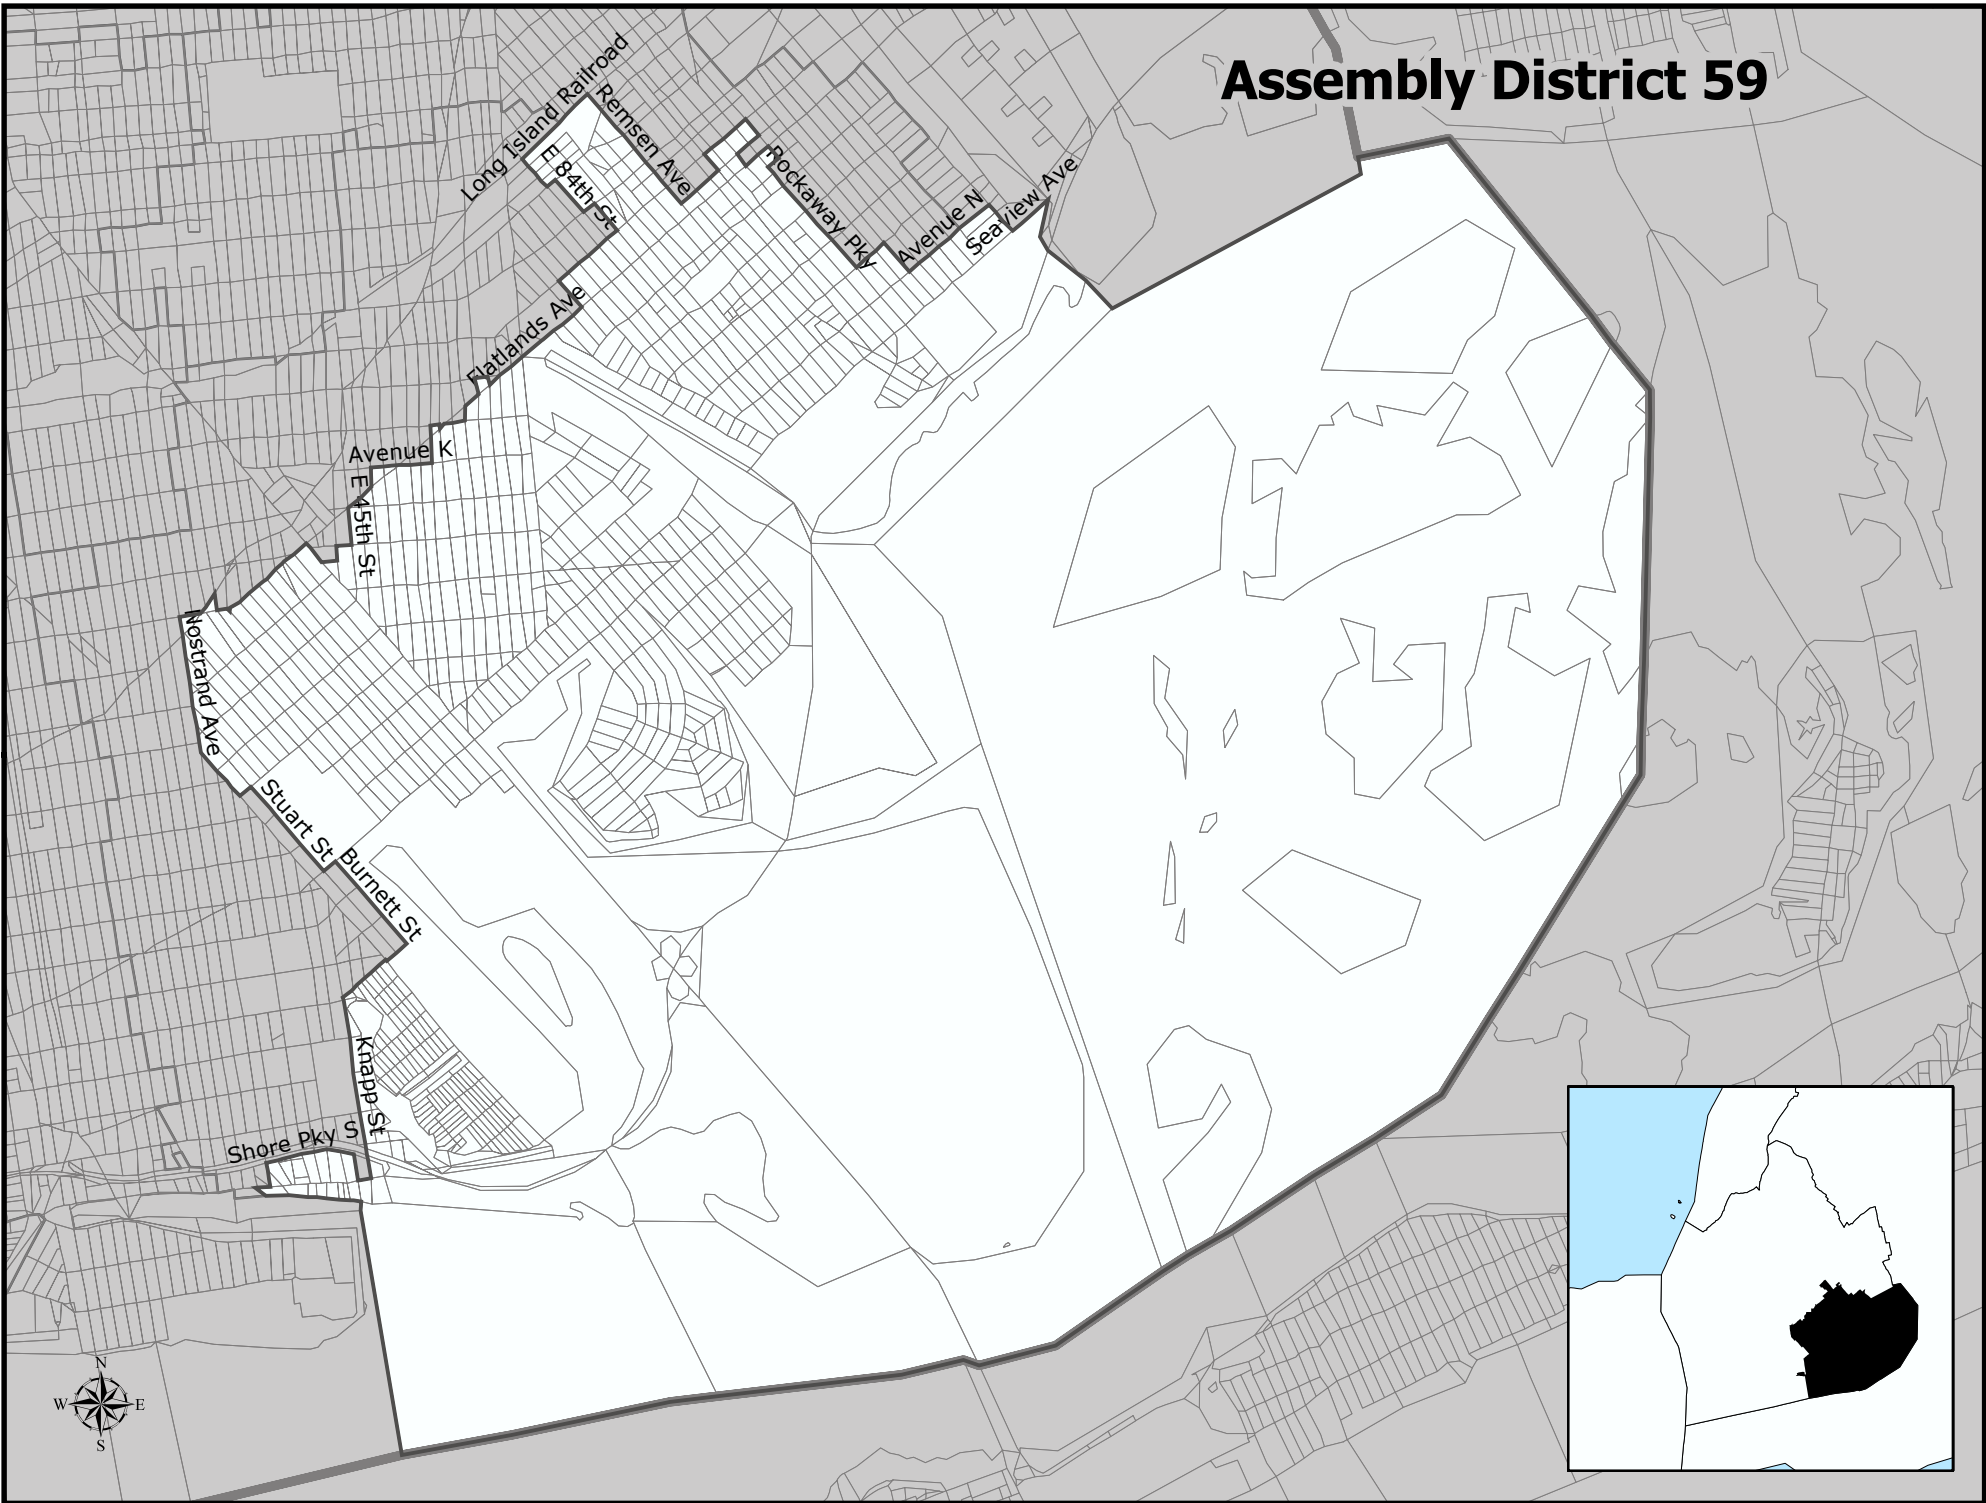 Assembly District 59
Long Island Railroad
Remsen Ave
E 84th St
Rockaway Pky
Avenue N
Seaview Ave
Flatlands Ave
Avenue K
E 45th St
Nostrand Ave
Stuart St
Burnett St
Knapp St
Shore Pky S
N
W
E
S